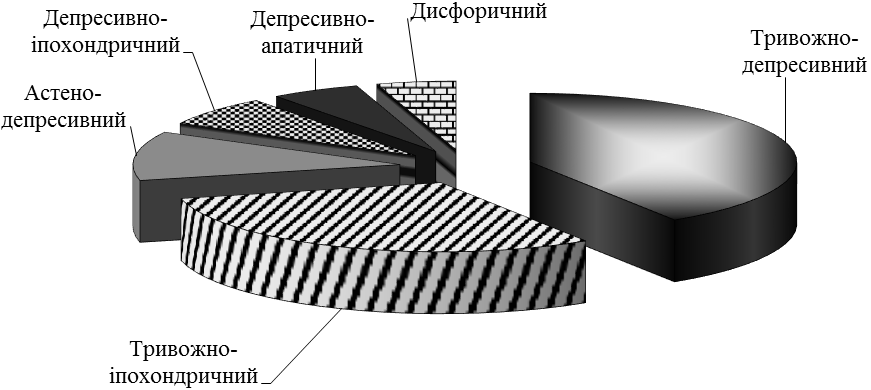 Депресивно-
іпохондричний
Депресивно-
апатичний
Дисфоричний
Тривожно-
депресивний
Астено-
депресивний
Тривожно-
іпохондричний